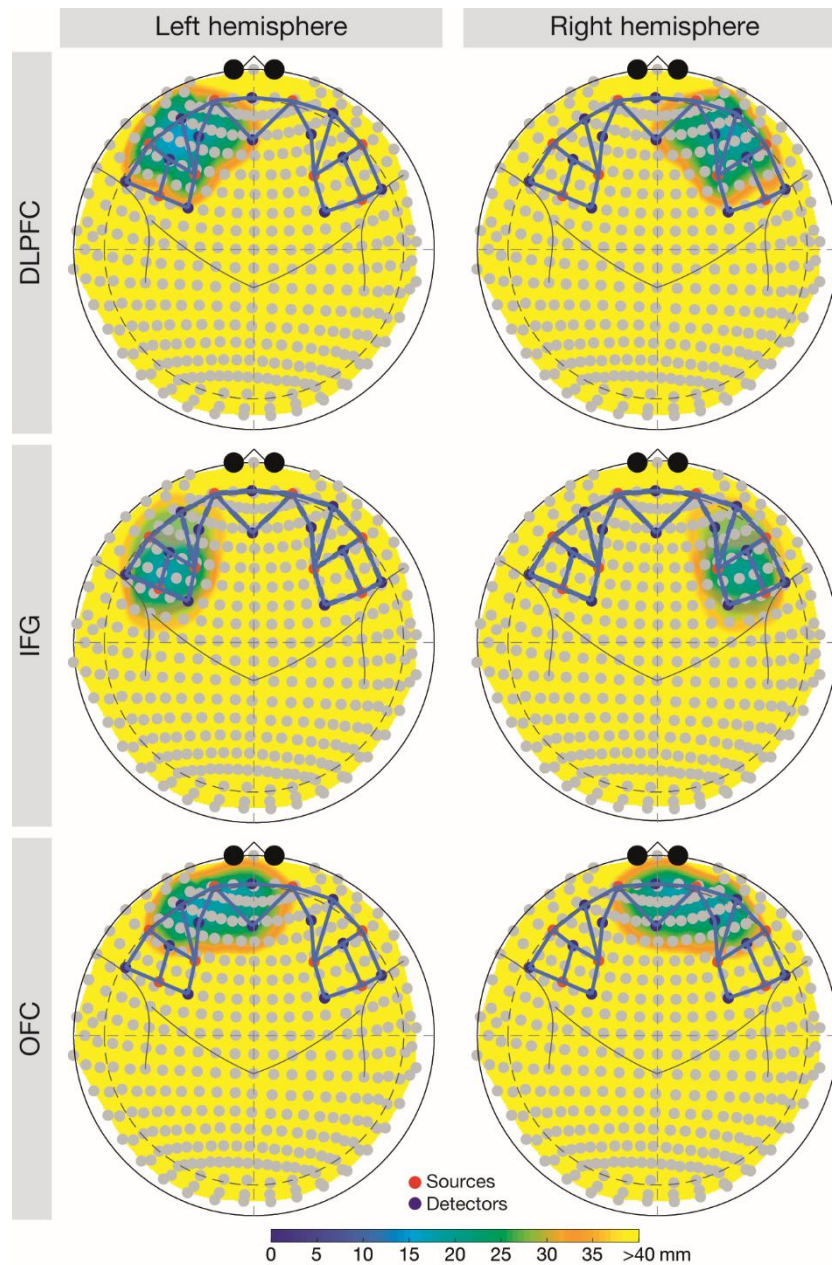 Left hemisphere
Right hemisphere
DLPFC
IFG
OFC
Sources
Detectors
0 5 10 15 20 25 30 35 >40 mm